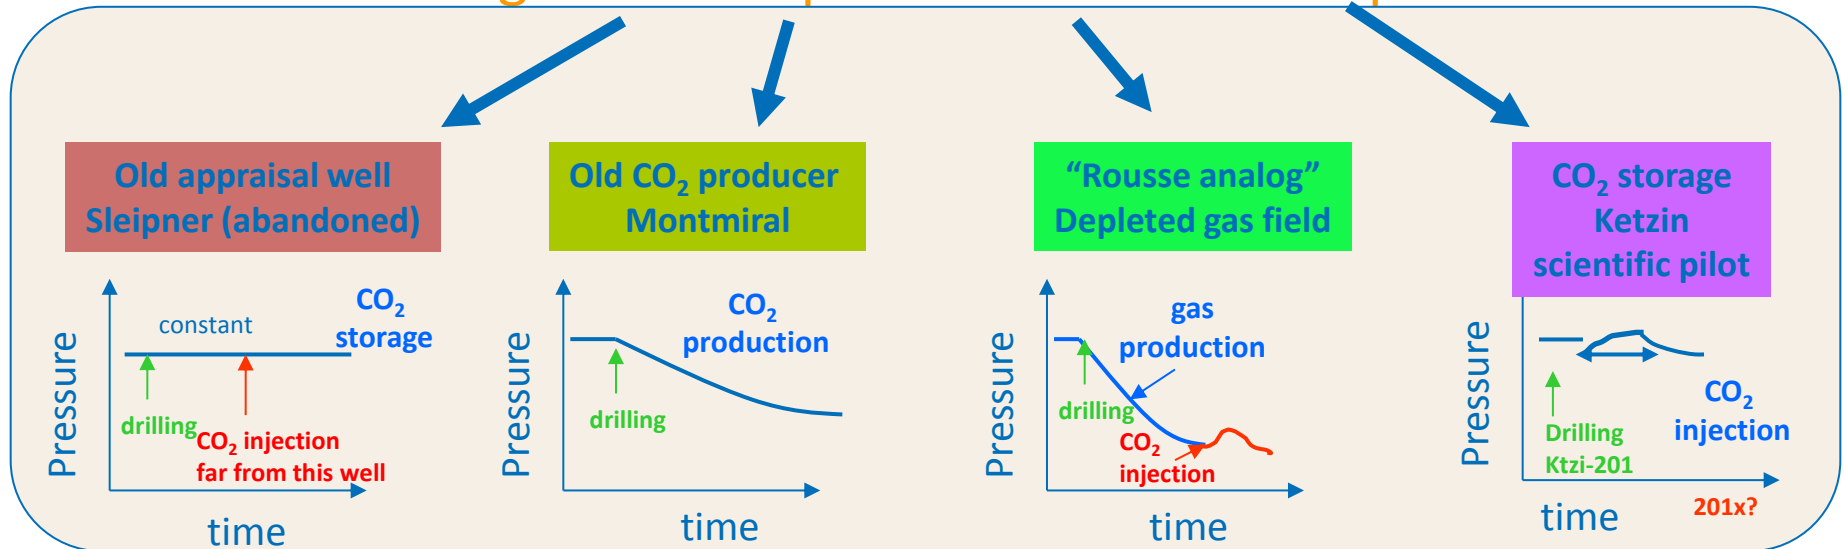 Old appraisal well
Sleipner (abandoned)
Old CO₂ producer
Montmiral
“Rousse analog”
Depleted gas field
CO₂ storage
Ketzin
scientific pilot
Pressure
constant
CO₂
storage
drilling
CO₂ injection
far from this well
time
Pressure
CO₂
production
drilling
time
Pressure
gas
production
drilling
CO₂
injection
time
Pressure
CO₂
injection
Drilling
Ktzi-201
time
201x?